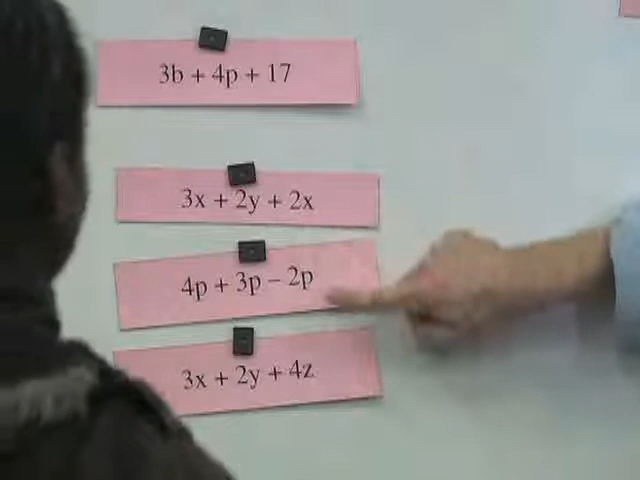 3b + 4p + 17
3x + 2y + 2x
4p + 3p − 2p
3x + 2y + 4z